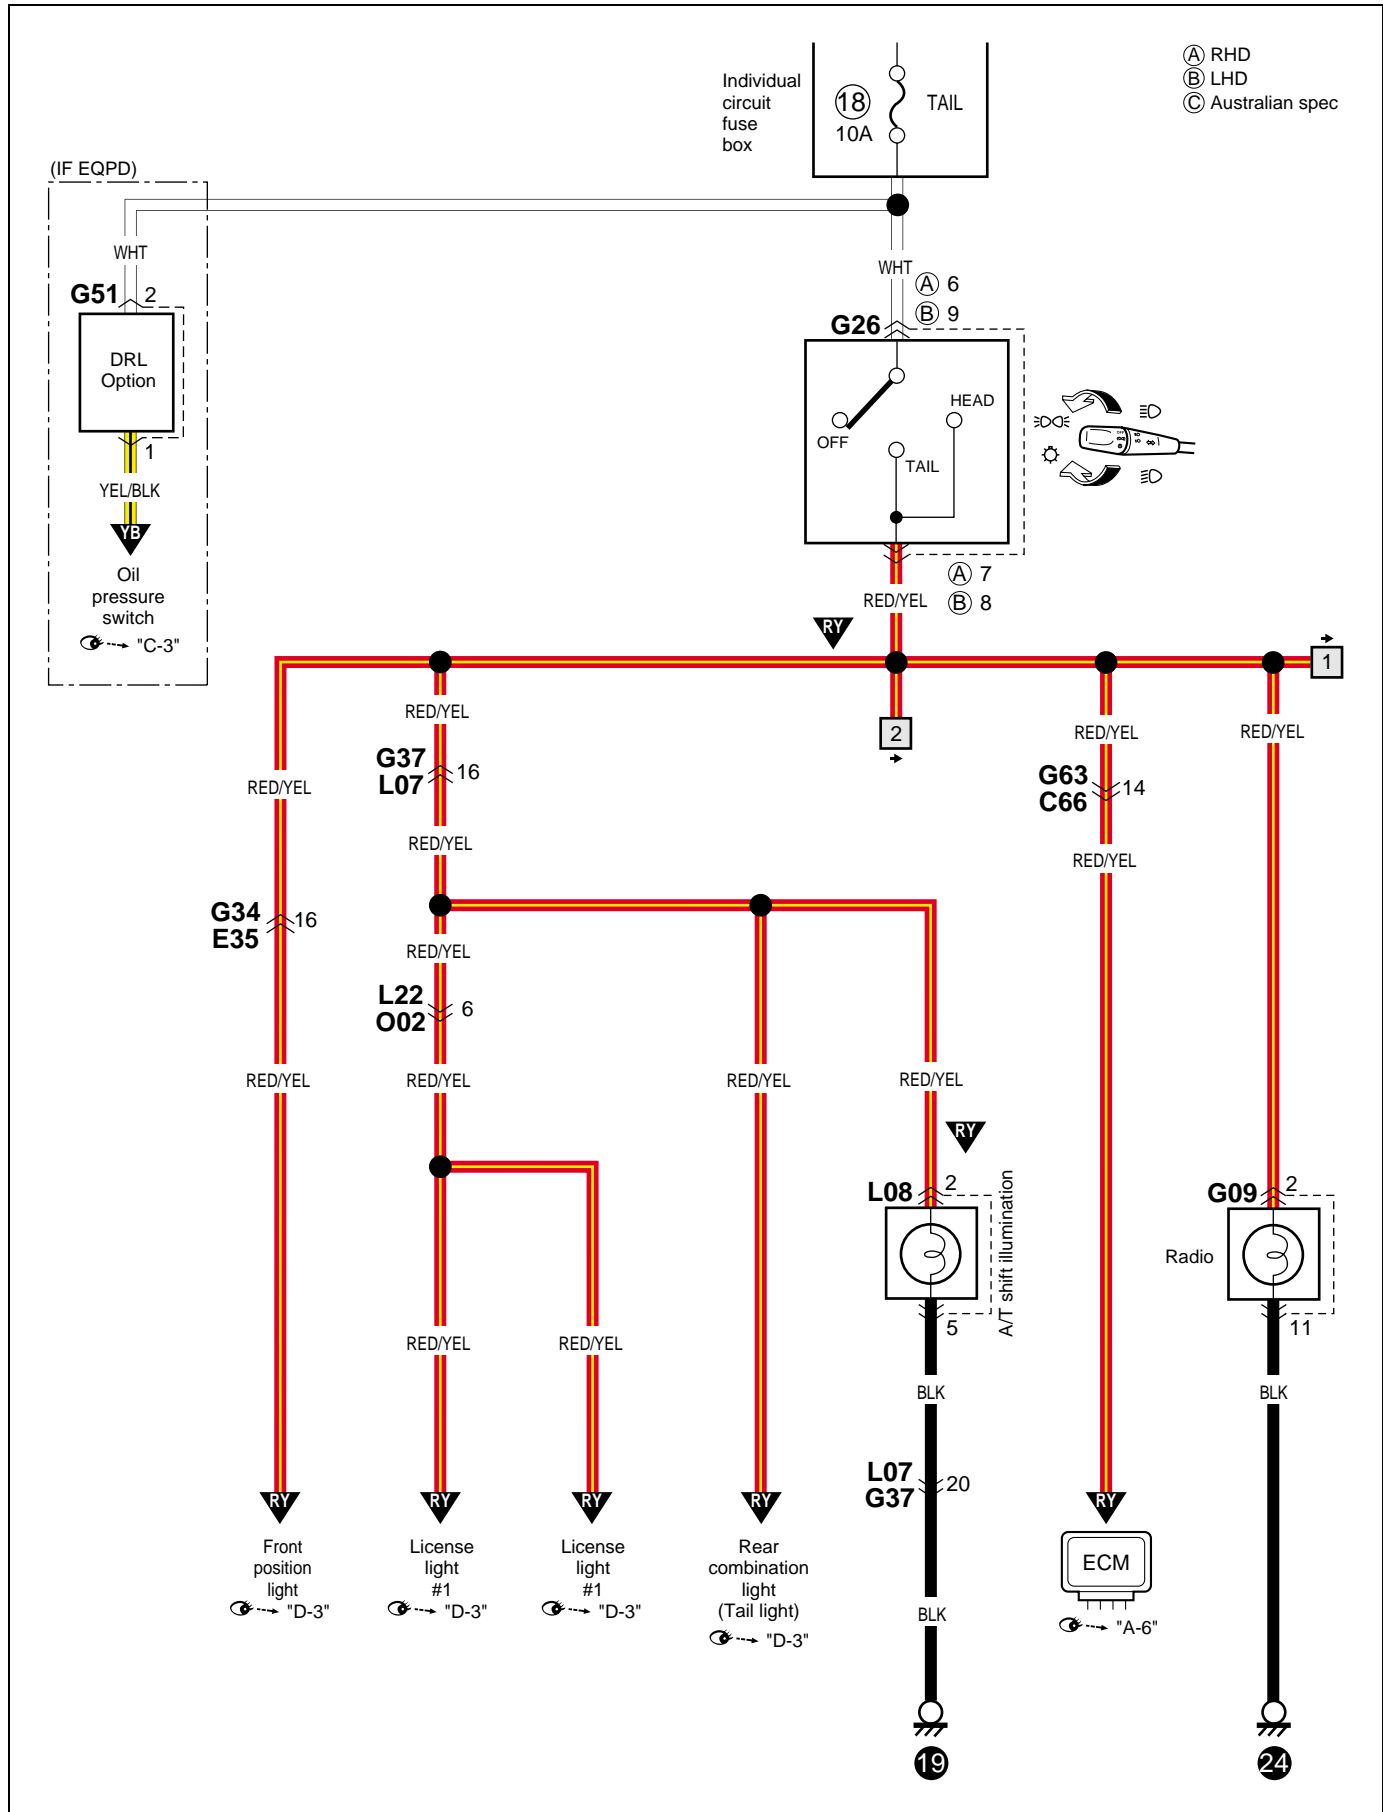 Individual
circuit
fuse
box
18
10A
TAIL
A RHD
B LHD
C Australian spec
(IF EQPD)
WHT
G51
2
DRL
Option
1
YEL/BLK
YB
Oil
pressure
switch
"C-3"
WHT
A 6
B 9
G26
OFF
TAIL
HEAD
A 7
B 8
RED/YEL
RY
1
2
RED/YEL
RED/YEL
RED/YEL
RED/YEL
G37
L07
16
G63
C66
14
RED/YEL
RED/YEL
G34
E35
16
RED/YEL
L22
O02
6
RED/YEL
RED/YEL
RED/YEL
RED/YEL
RY
L08
2
A/T shift illumination
5
G09
2
Radio
11
RED/YEL
RED/YEL
BLK
BLK
L07
G37
20
RY
RY
RY
RY
RY
Front
position
light
"D-3"
License
light
#1
"D-3"
License
light
#1
"D-3"
Rear
combination
light
(Tail light)
"D-3"
BLK
ECM
"A-6"
19
24